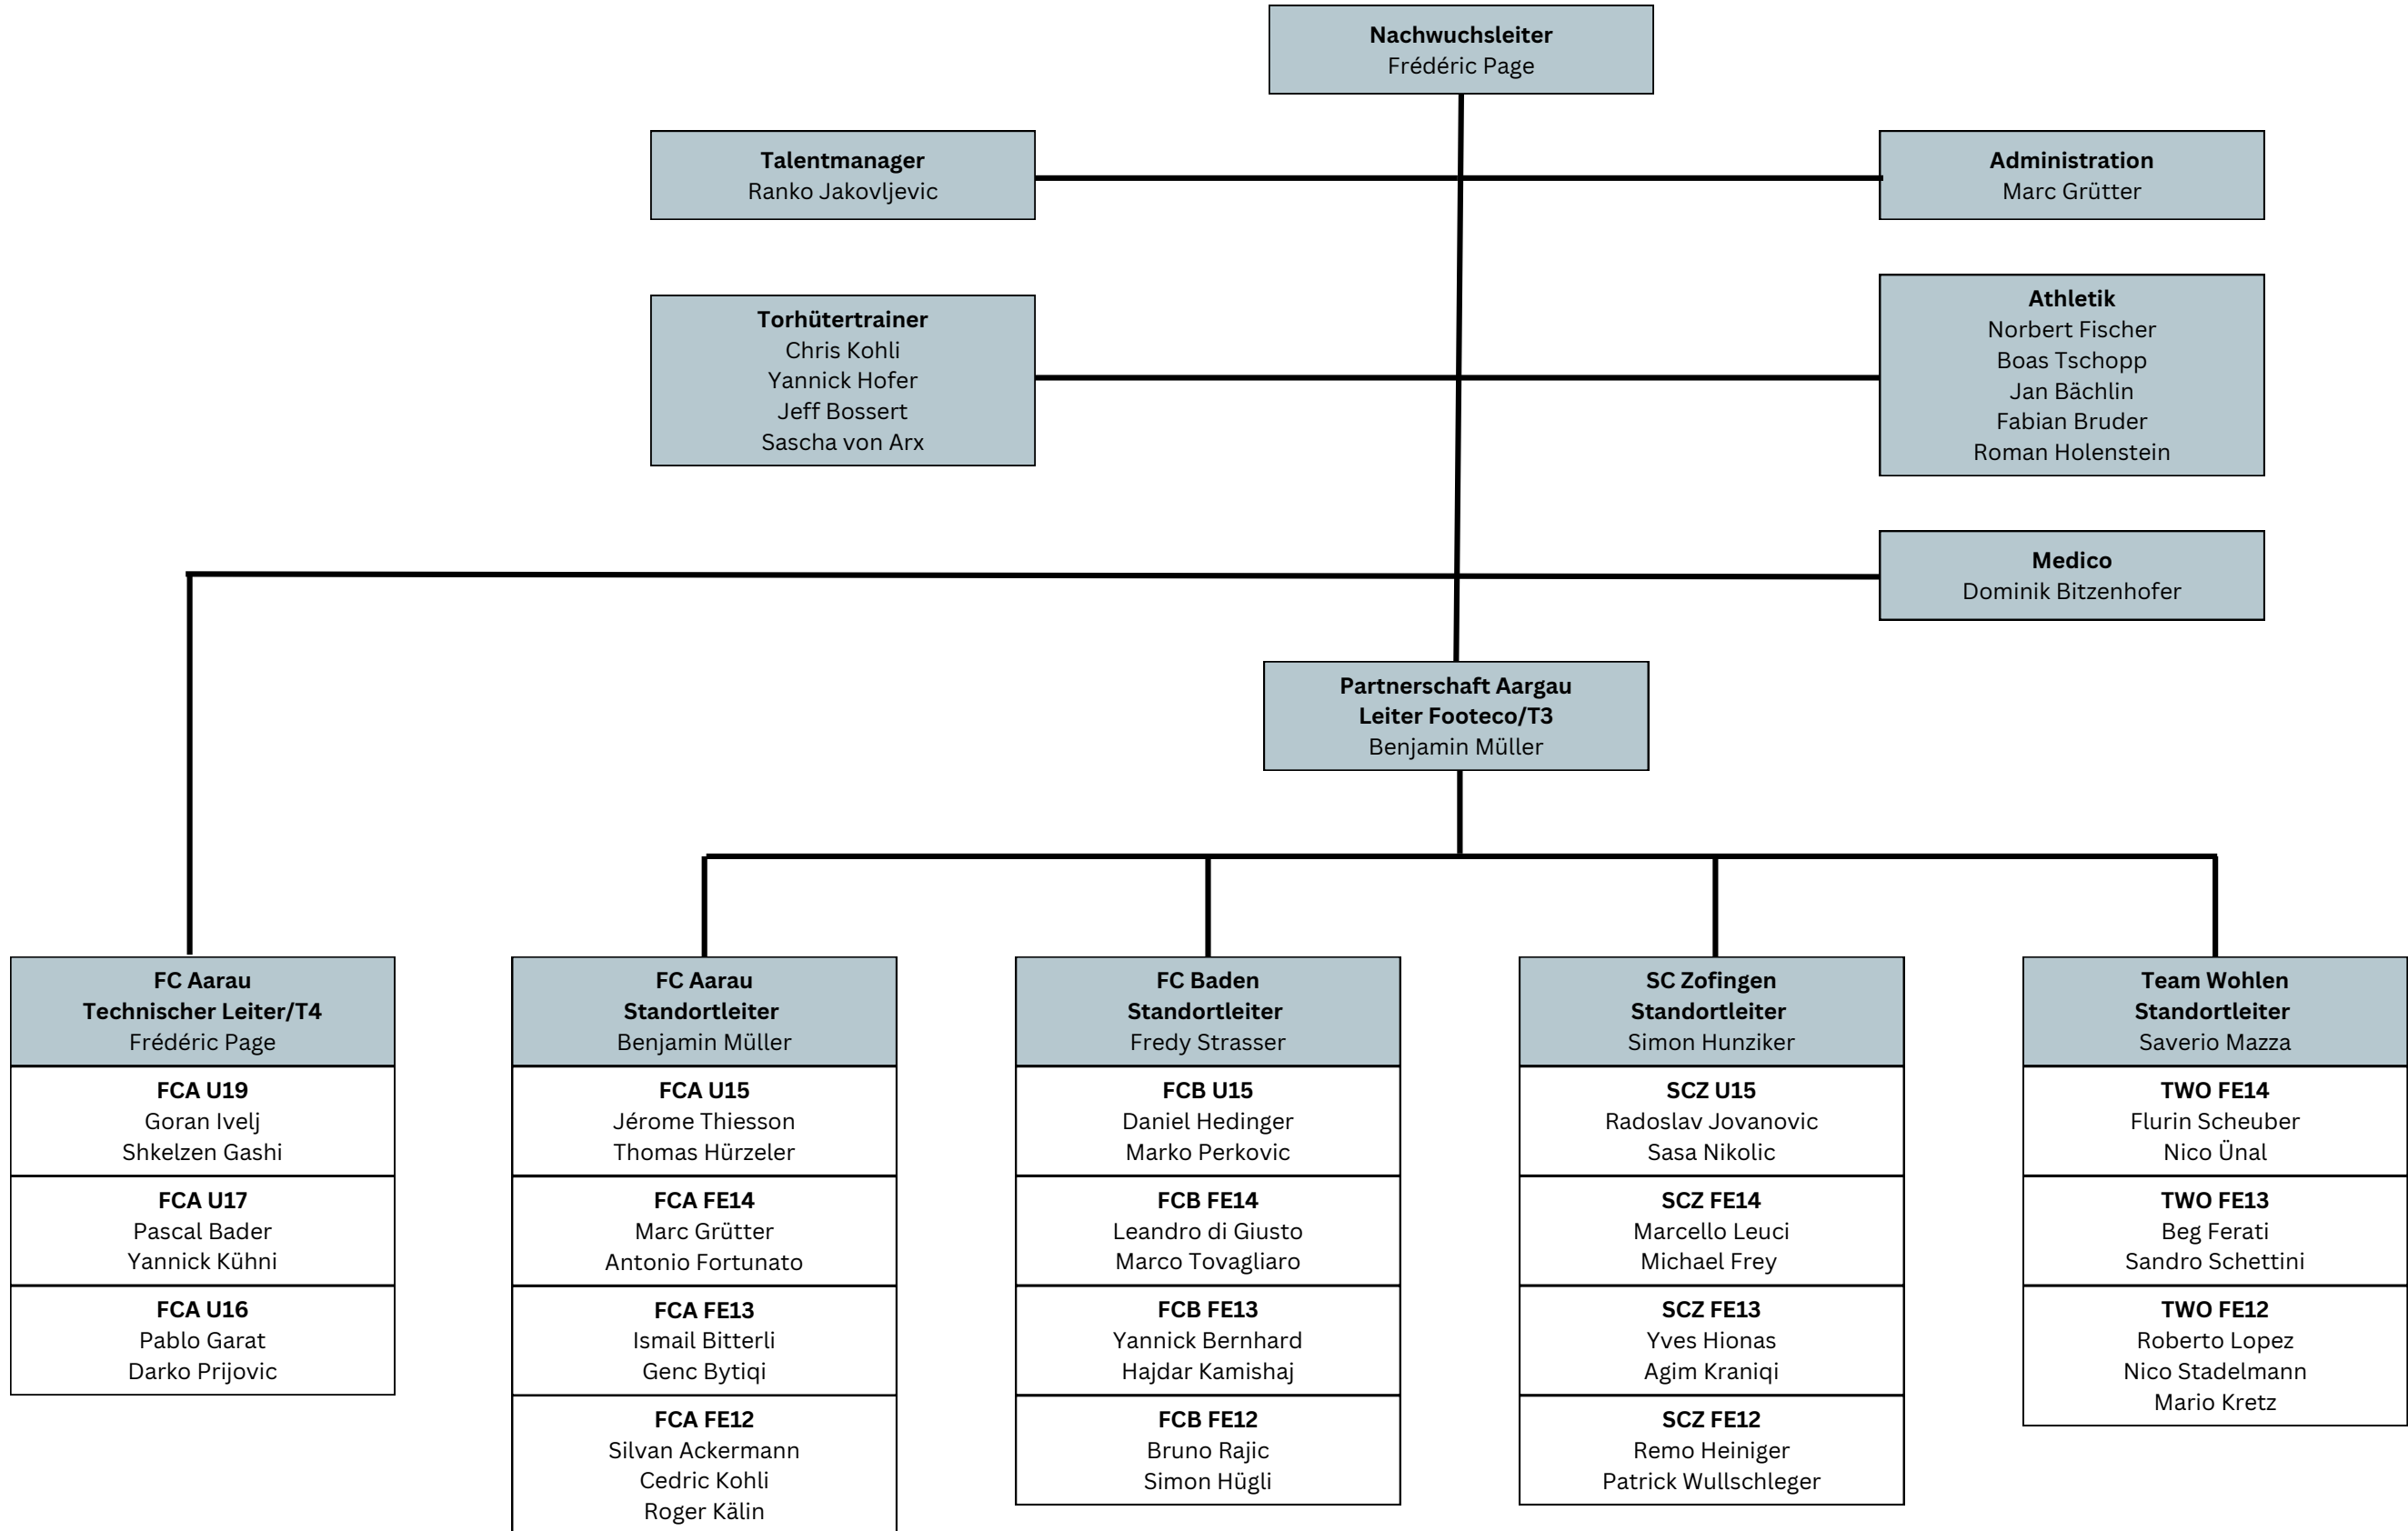 Nachwuchsleiter
Frédéric Page
Talentmanager
Ranko Jakovljevic
Administration
Marc Grütter
Torhütertrainer
Chris Kohli
Yannick Hofer
Jeff Bossert
Sascha von Arx
Athletik
Norbert Fischer
Boas Tschopp
Jan Bächlin
Fabian Bruder
Roman Holenstein
Medico
Dominik Bitzenhofer
Partnerschaft Aargau
Leiter Footeco/T3
Benjamin Müller
FC Aarau
Technischer Leiter/T4
Frédéric Page
FCA U19
Goran Ivelj
Shkelzen Gashi
FCA U17
Pascal Bader
Yannick Kühni
FCA U16
Pablo Garat
Darko Prijovic
FC Aarau
Standortleiter
Benjamin Müller
FCA U15
Jérome Thiesson
Thomas Hürzeler
FCA FE14
Marc Grütter
Antonio Fortunato
FCA FE13
Ismail Bitterli
Genc Bytiqi
FCA FE12
Silvan Ackermann
Cedric Kohli
Roger Kälin
FC Baden
Standortleiter
Fredy Strasser
FCB U15
Daniel Hedinger
Marko Perkovic
FCB FE14
Leandro di Giusto
Marco Tovagliaro
FCB FE13
Yannick Bernhard
Hajdar Kamishaj
FCB FE12
Bruno Rajic
Simon Hügli
SC Zofingen
Standortleiter
Simon Hunziker
SCZ U15
Radoslav Jovanovic
Sasa Nikolic
SCZ FE14
Marcello Leuci
Michael Frey
SCZ FE13
Yves Hionas
Agim Kraniqi
SCZ FE12
Remo Heiniger
Patrick Wullschleger
Team Wohlen
Standortleiter
Saverio Mazza
TWO FE14
Flurin Scheuber
Nico Ünal
TWO FE13
Beg Ferati
Sandro Schettini
TWO FE12
Roberto Lopez
Nico Stadelmann
Mario Kretz